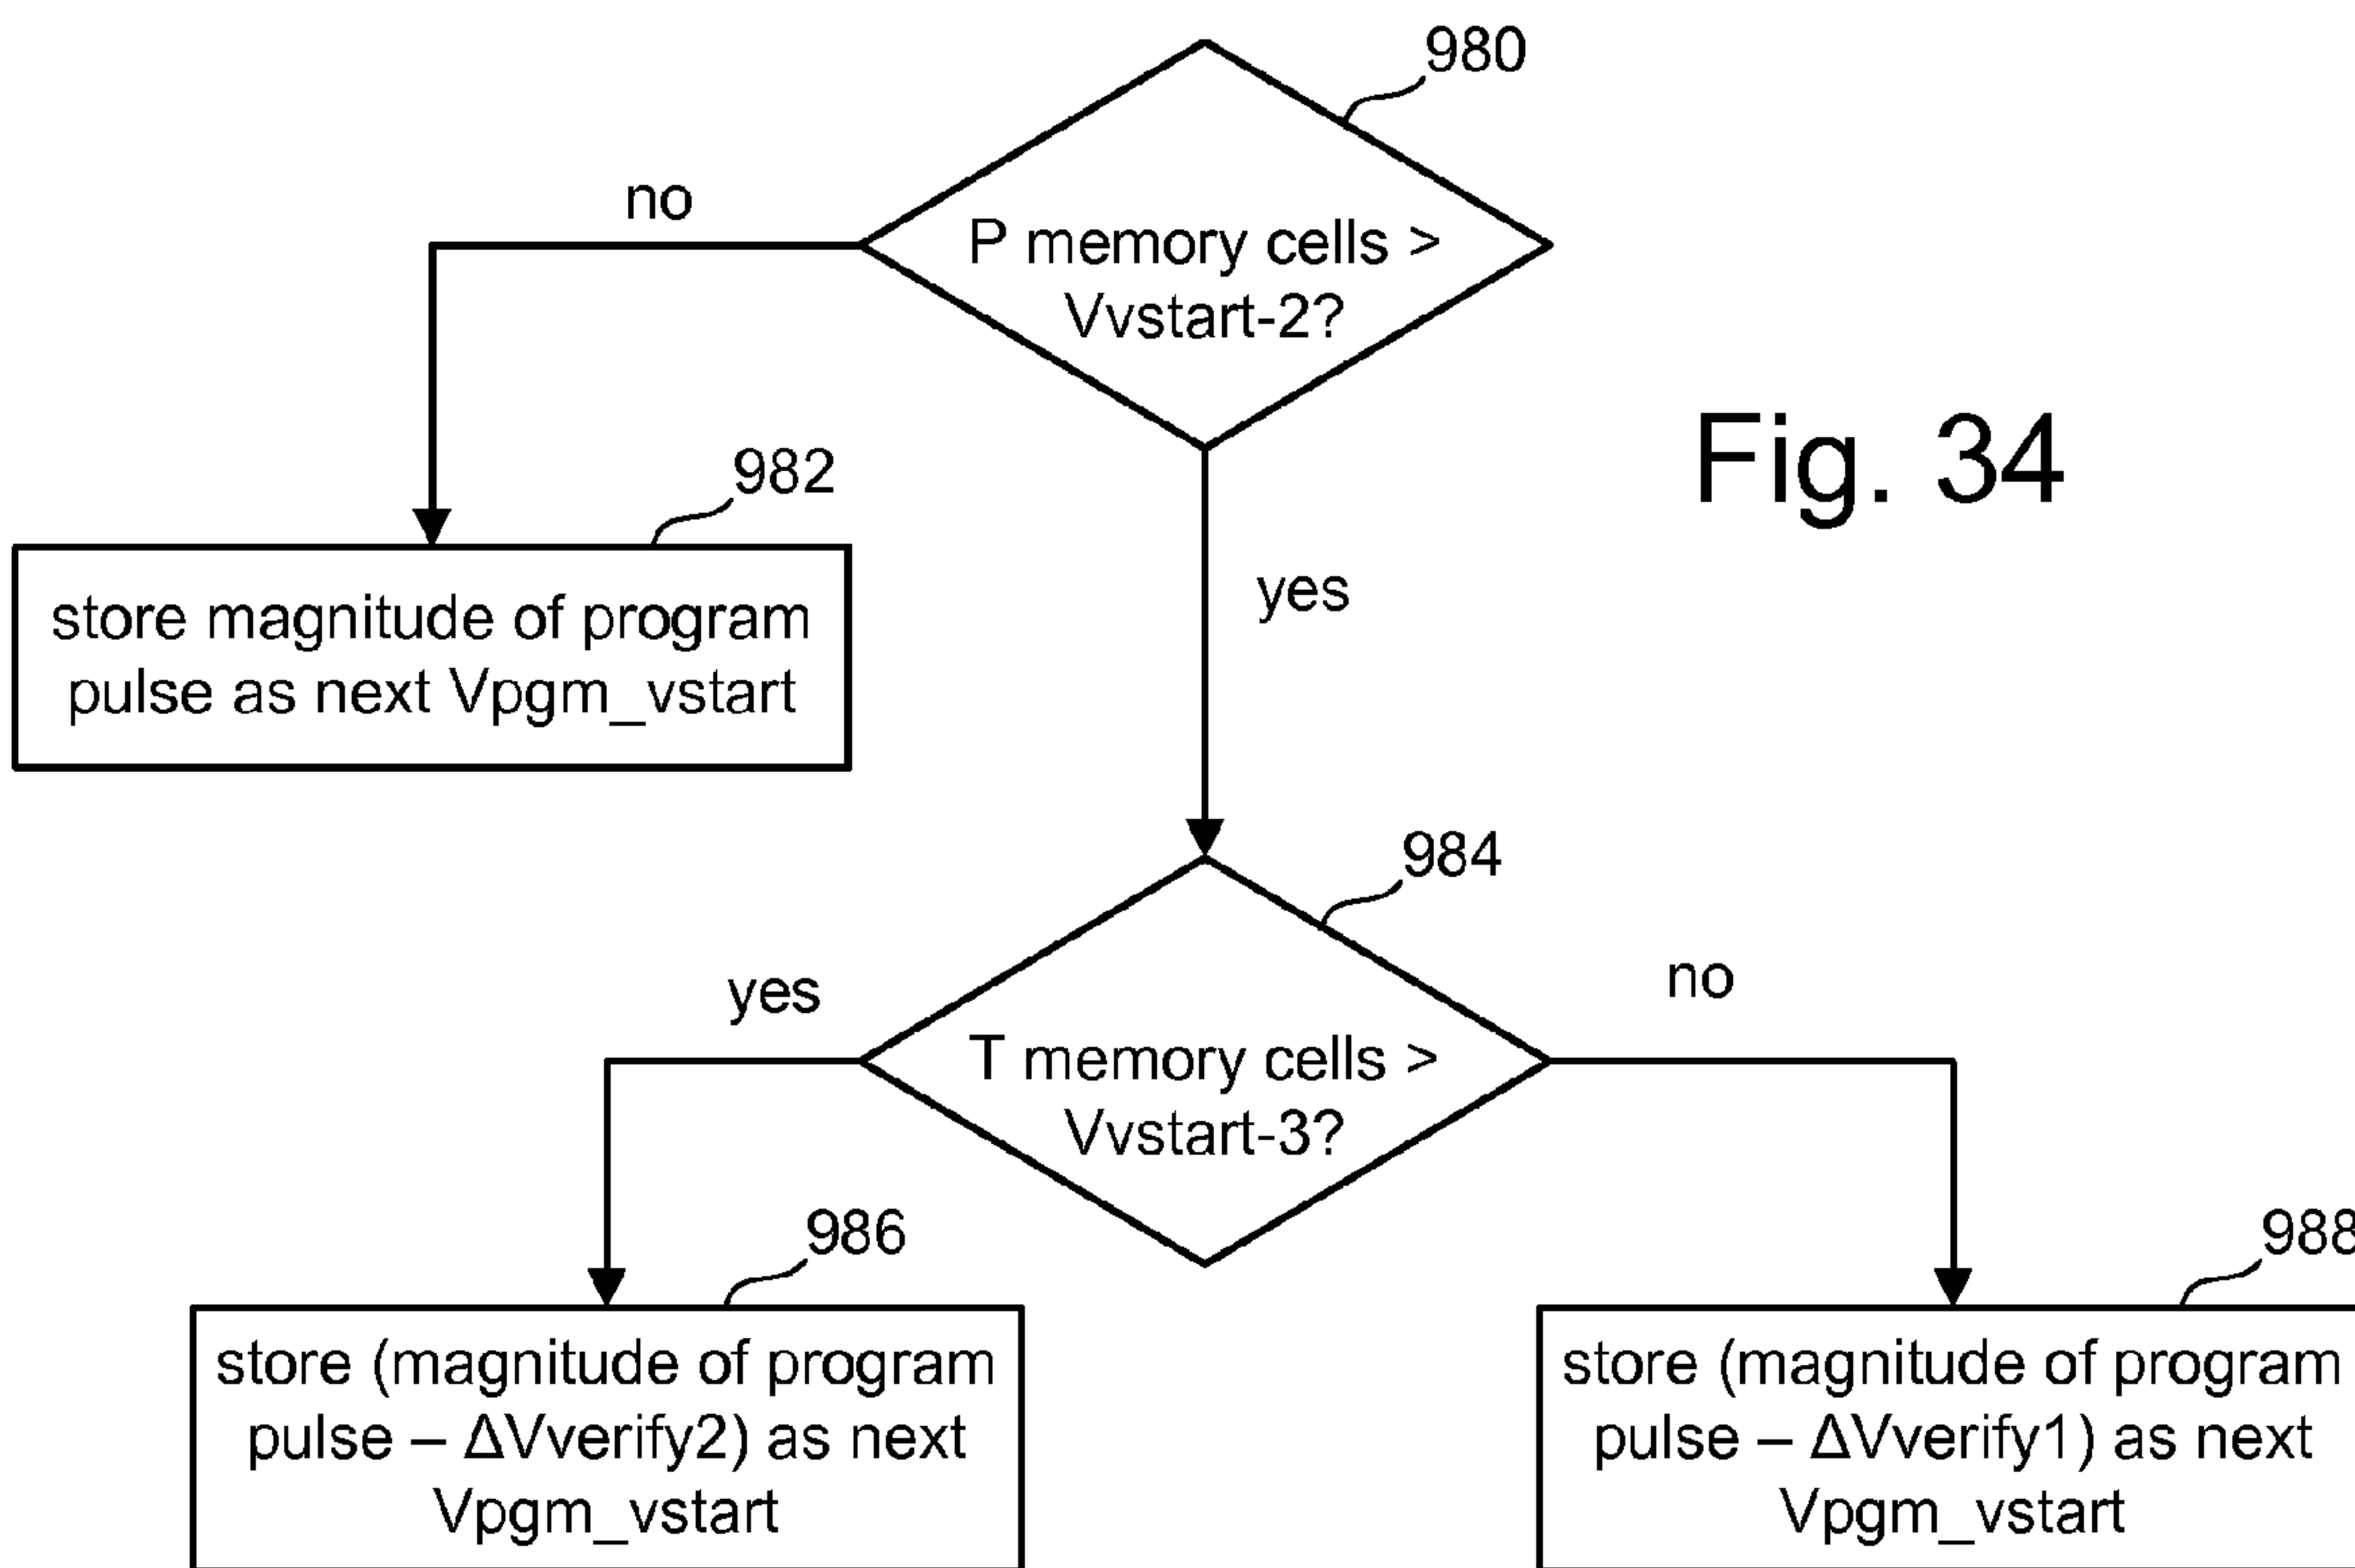 980
no
P memory cells >
Vvstart-2?
Fig. 34
982
store magnitude of program
pulse as next Vpgm_vstart
yes
984
yes
no
T memory cells >
Vvstart-3?
986
988
store (magnitude of program
pulse – ΔVverify2) as next
Vpgm_vstart
store (magnitude of program
pulse – ΔVverify1) as next
Vpgm_vstart